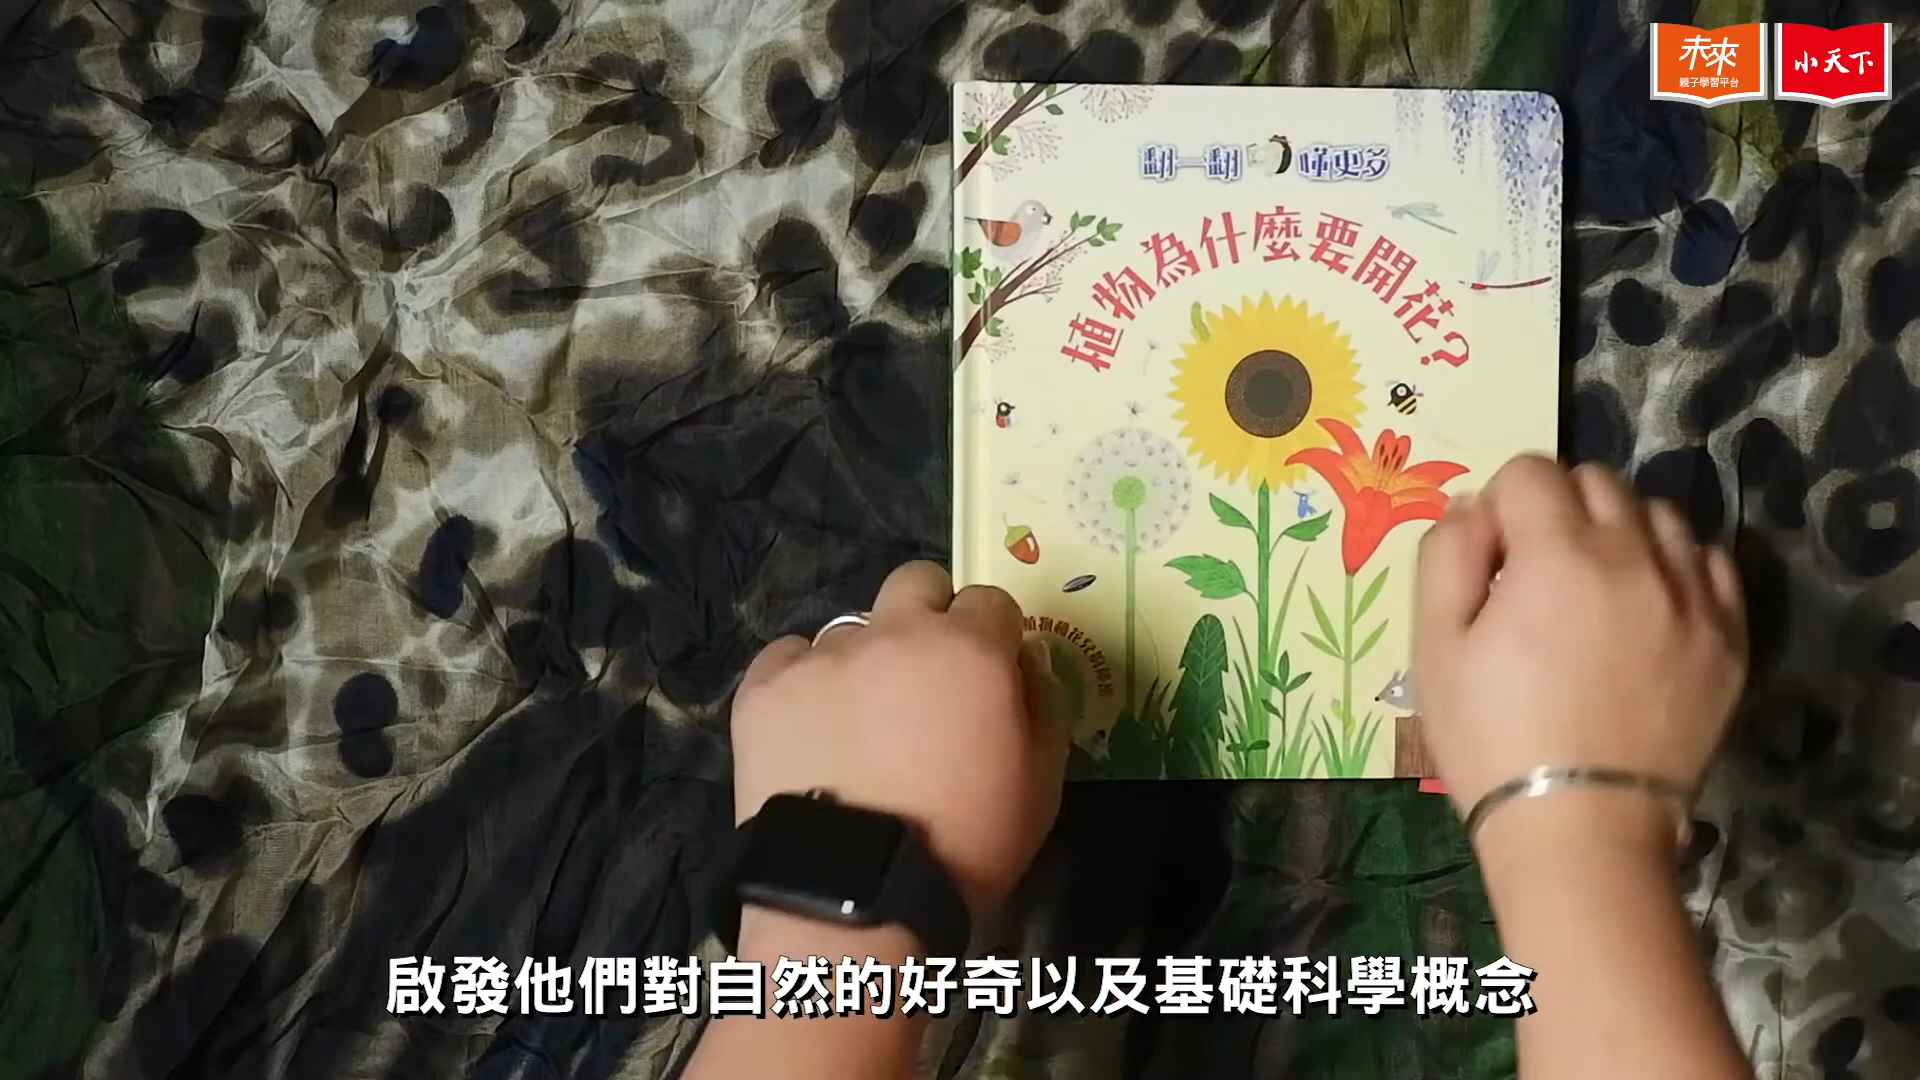 未來
親子學習平台
小天下
翻一翻 懂更多
植物為什麼要開花?
啟發他們對自然的好奇以及基礎科學概念